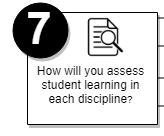 7
How will you assess
student learning in
each discipline?